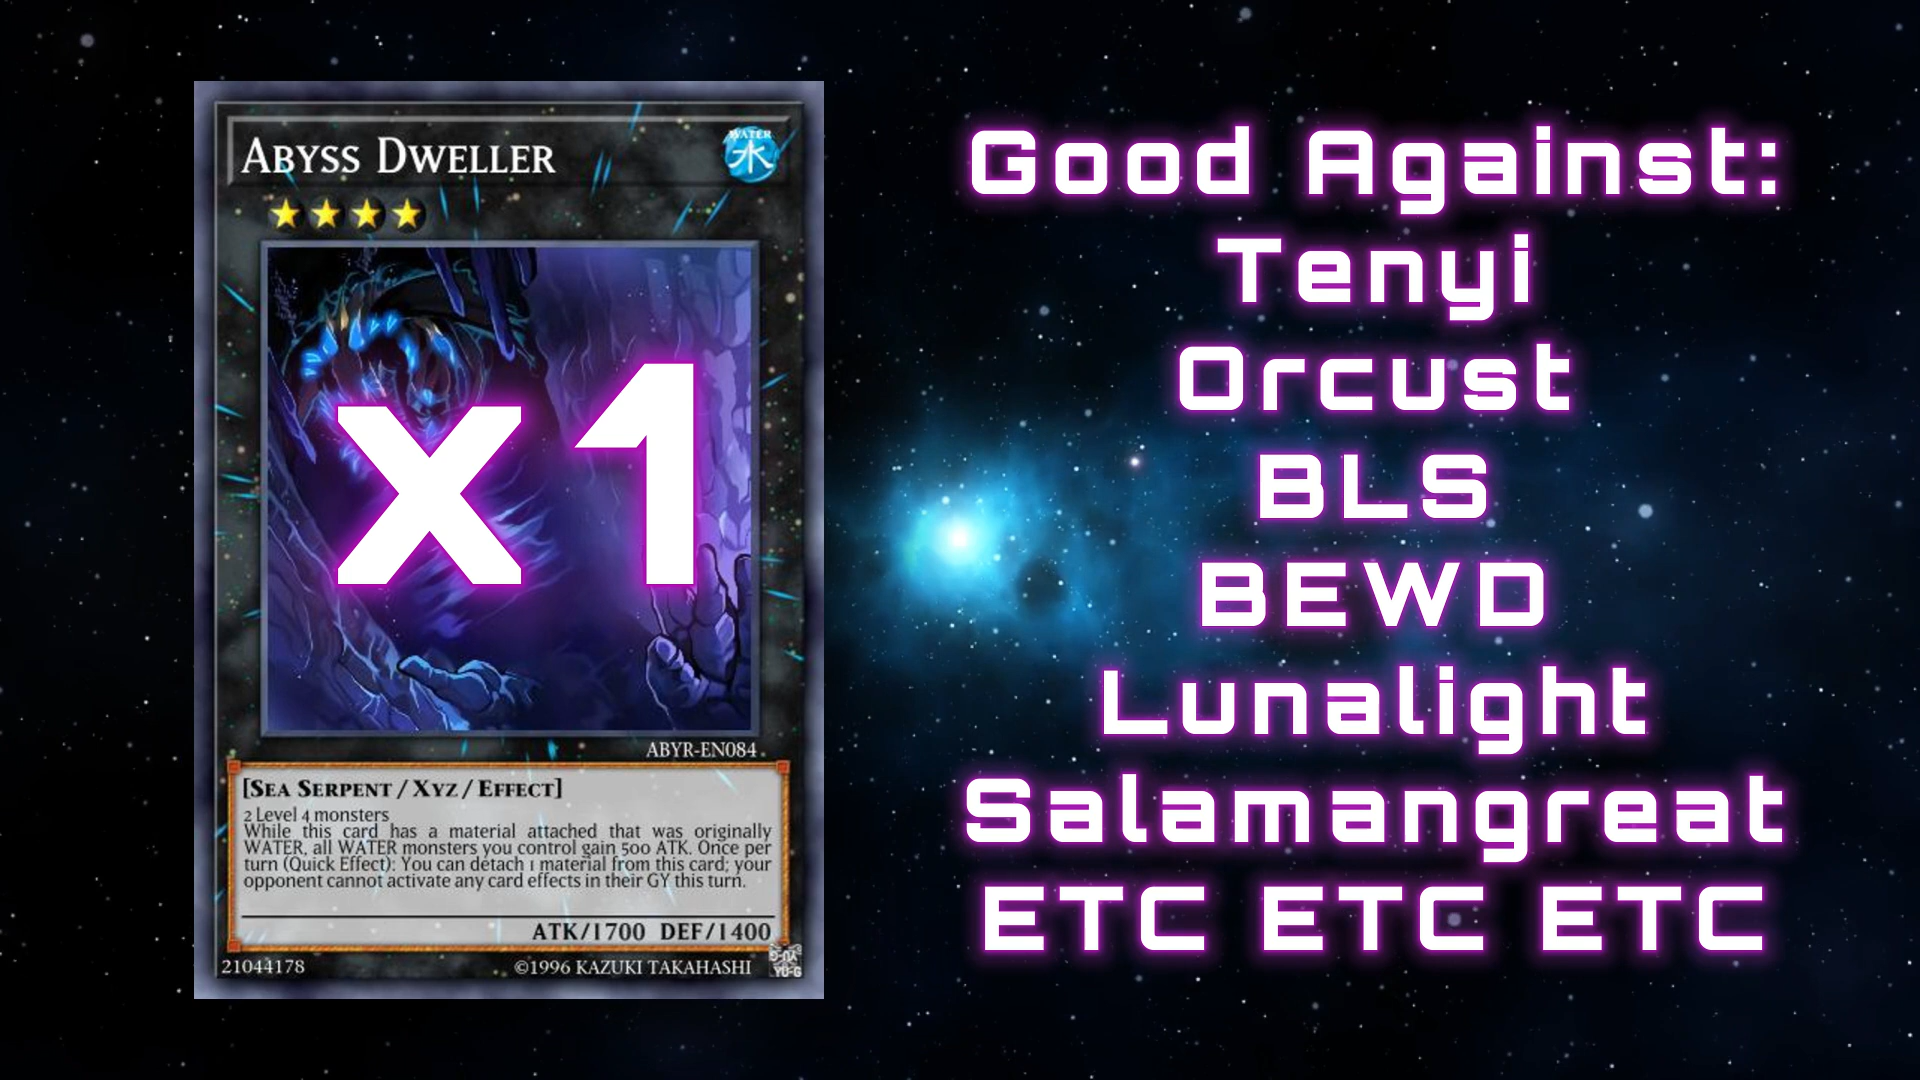 Abyss Dweller
WATER
水
x1
ABYR-EN084
[Sea Serpent / Xyz / Effect]
2 Level 4 monsters
While this card has a material attached that was originally
WATER, all WATER monsters you control gain 500 ATK. Once per
turn (Quick Effect): You can detach 1 material from this card; your
opponent cannot activate any card effects in their GY this turn.
ATK/1700 DEF/1400
21044178
©1996 KAZUKI TAKAHASHI
Good Against:
Tenyi
Orcust
BLS
BEWD
Lunalight
Salamangreat
ETC ETC ETC